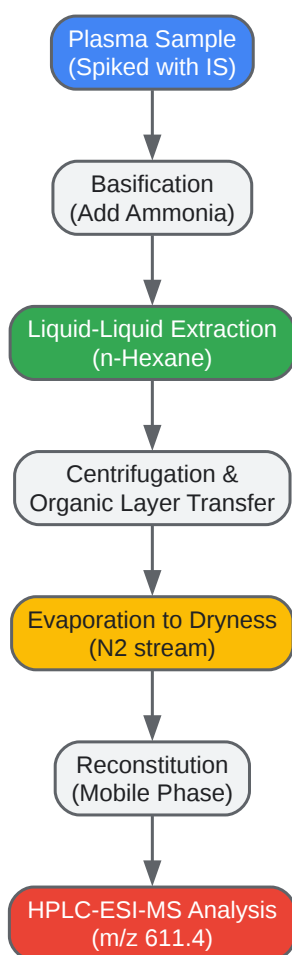 Plasma Sample
(Spiked with IS)
Basification
(Add Ammonia)
Liquid-Liquid Extraction
(n-Hexane)
Centrifugation &
Organic Layer Transfer
Evaporation to Dryness
(N2 stream)
Reconstitution
(Mobile Phase)
HPLC-ESI-MS Analysis
(m/z 611.4)